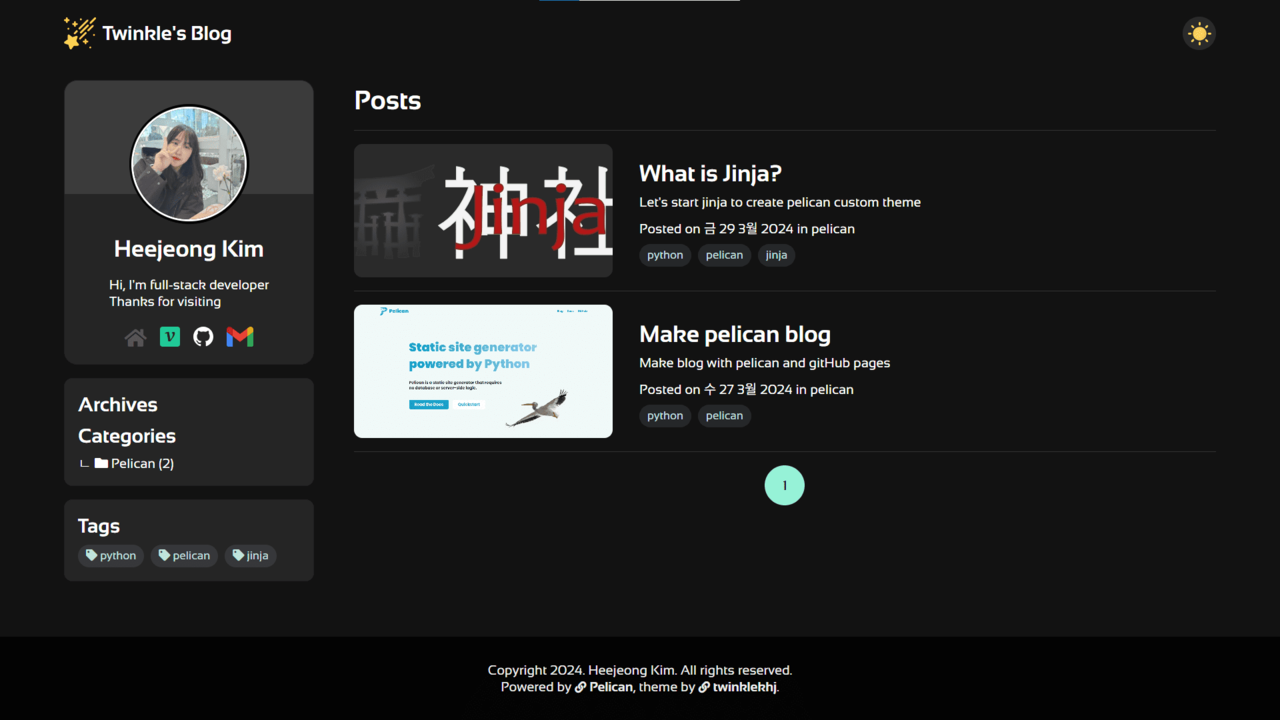 Twinkle's Blog
Heejeong Kim
Hi, I'm full-stack developer
Thanks for visiting
Archives
Categories
ㄴ Pelican (2)
Tags
python pelican jinja
Posts
神社
Jinja
What is Jinja?
Let's start jinja to create pelican custom theme
Posted on 금 29 3월 2024 in pelican
python pelican jinja
Pelican
Static site generator
powered by Python
Pelican is a static site generator that requires
no database or server-side logic.
Read the Docs Quickstart
Make pelican blog
Make blog with pelican and gitHub pages
Posted on 수 27 3월 2024 in pelican
python pelican
1
Copyright 2024. Heejeong Kim. All rights reserved.
Powered by Pelican, theme by twinklekhj.